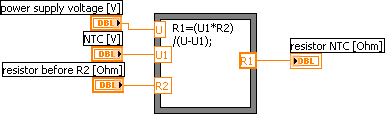 power supply voltage [V]
DBL
U
R1=(U1*R2)
/(U-U1);
NTC [V]
DBL
U1
resistor NTC [Ohm]
R1
DBL
resistor before R2 [Ohm]
DBL
R2